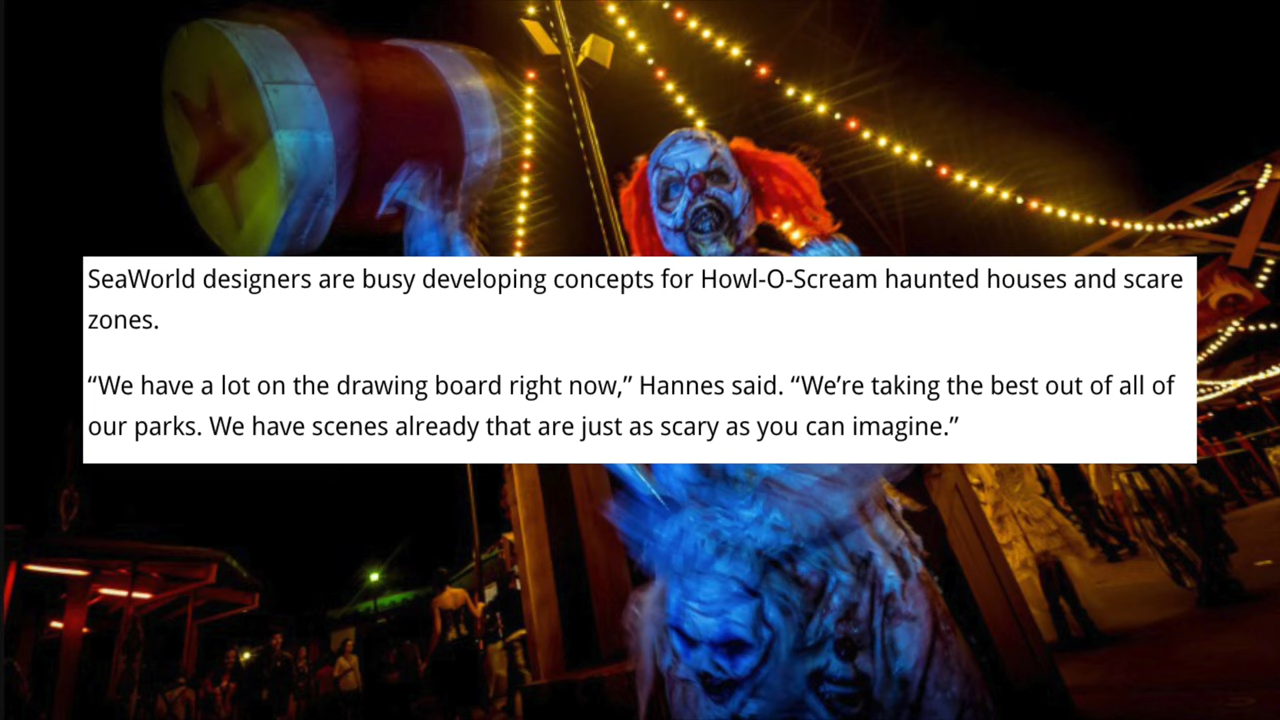 SeaWorld designers are busy developing concepts for Howl-O-Scream haunted houses and scare
zones.
“We have a lot on the drawing board right now,” Hannes said. “We’re taking the best out of all of
our parks. We have scenes already that are just as scary as you can imagine.”